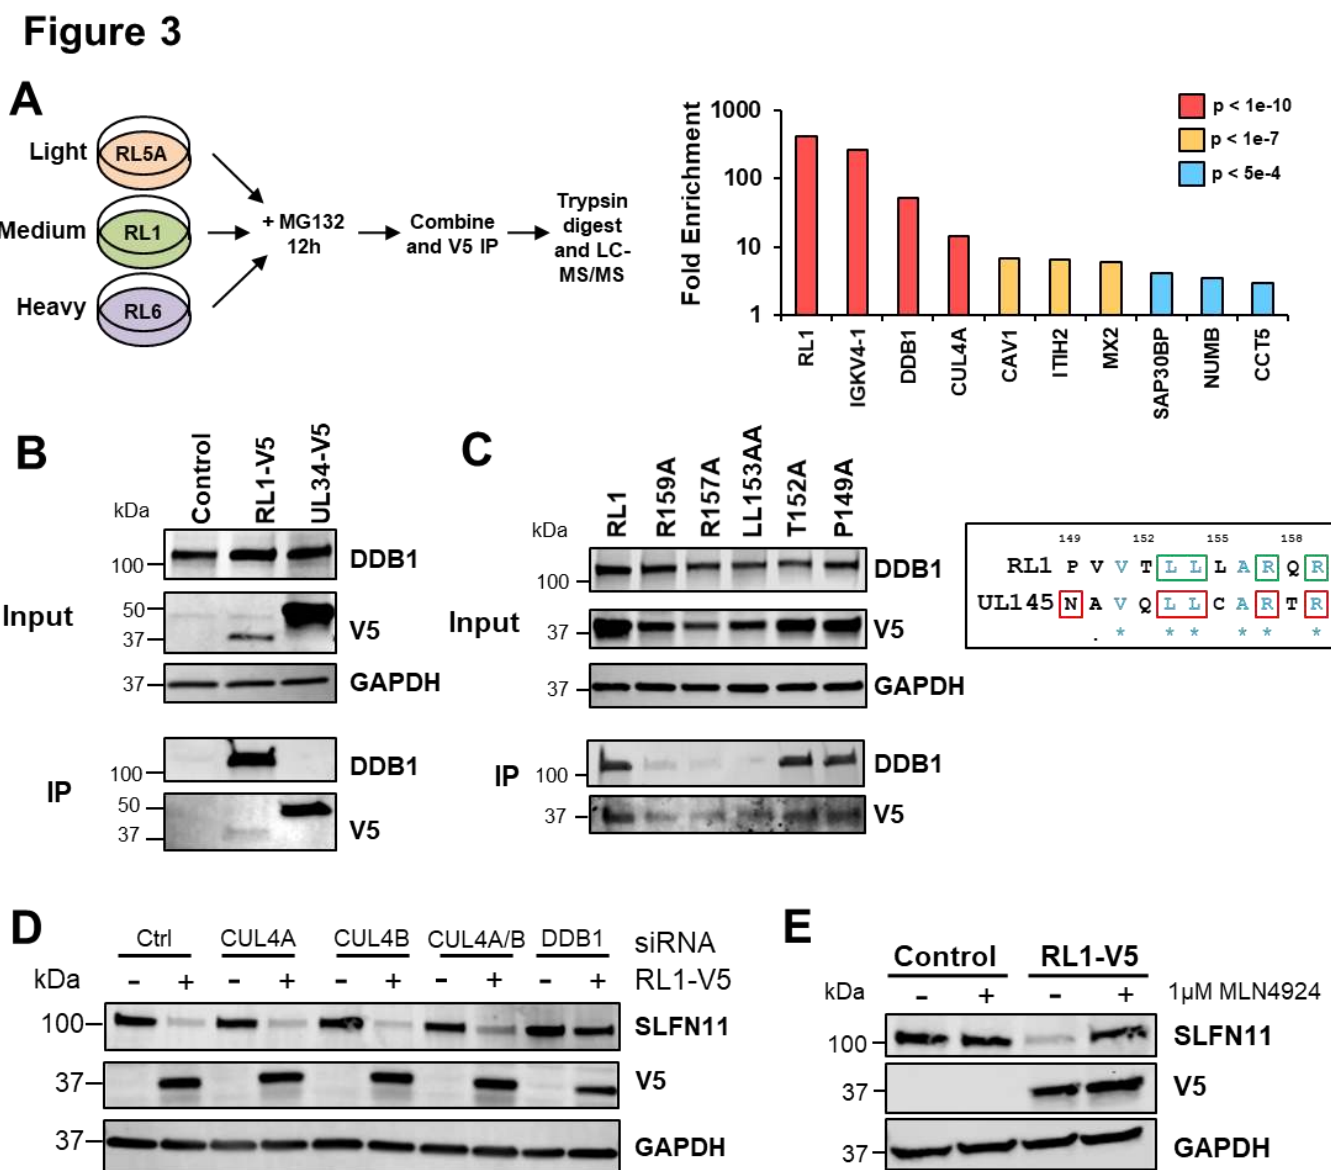 Figure 3
A
Light
RL5A
Medium
RL1
Heavy
RL6
+ MG132
12h
Combine
and V5 IP
Trypsin
digest
and LC-
MS/MS
Fold Enrichment
1000
100
10
1
p < 1e-10
p < 1e-7
p < 5e-4
RL1
IGKV4-1
DDB1
CUL4A
CAV1
ITIH2
MX2
SAP30BP
NUMB
CCT5
B
Control
RL1-V5
UL34-V5
kDa
100
DDB1
Input
50
37
V5
37
GAPDH
IP
100
DDB1
50
37
V5
C
RL1
R159A
R157A
LL153AA
T152A
P149A
kDa
100
DDB1
Input
37
V5
37
GAPDH
IP
100
DDB1
37
V5
149 152 155 158
RL1 P V V T L L L A R Q R
UL145 N A V Q L L C A R T R
. * * * * * *
D
Ctrl CUL4A CUL4B CUL4A/B DDB1 siRNA
kDa - + - + - + - + - + RL1-V5
100 SLFN11
37 V5
37 GAPDH
E
Control RL1-V5
kDa - + - + 1µM MLN4924
100 SLFN11
37 V5
37 GAPDH